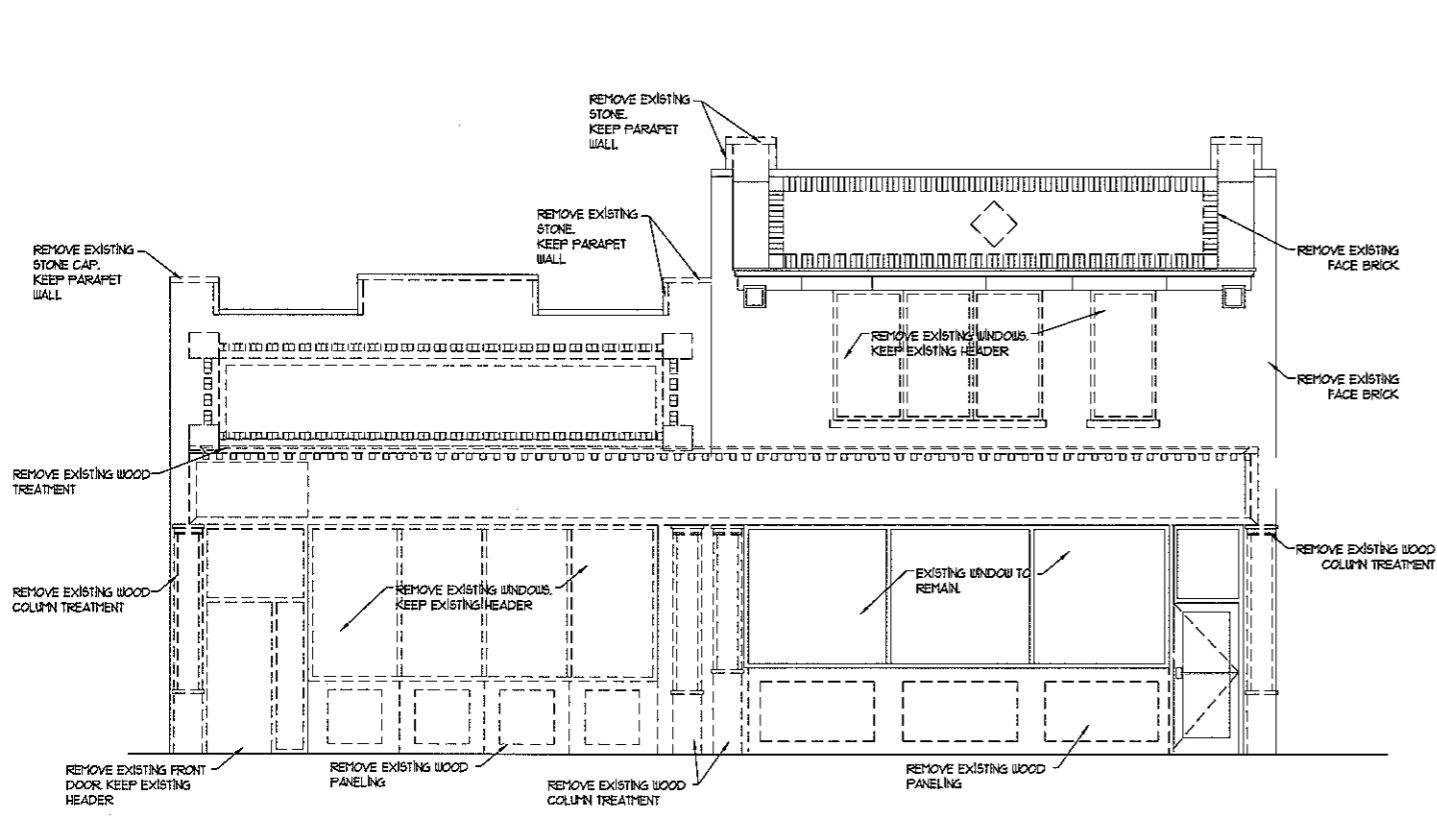 REMOVE EXISTING
STONE.
KEEP PARAPET
WALL
REMOVE EXISTING
STONE.
KEEP PARAPET
WALL
REMOVE EXISTING
STONE CAP.
KEEP PARAPET
WALL
REMOVE EXISTING
FACE BRICK
REMOVE EXISTING WINDOWS.
KEEP EXISTING HEADER
REMOVE EXISTING
FACE BRICK
REMOVE EXISTING WOOD
TREATMENT
REMOVE EXISTING WOOD
COLUMN TREATMENT
REMOVE EXISTING WINDOWS.
KEEP EXISTING HEADER
EXISTING WINDOW TO
REMAIN.
REMOVE EXISTING WOOD
COLUMN TREATMENT
REMOVE EXISTING FRONT
DOOR. KEEP EXISTING
HEADER
REMOVE EXISTING WOOD
PANELING
REMOVE EXISTING WOOD
COLUMN TREATMENT
REMOVE EXISTING WOOD
PANELING